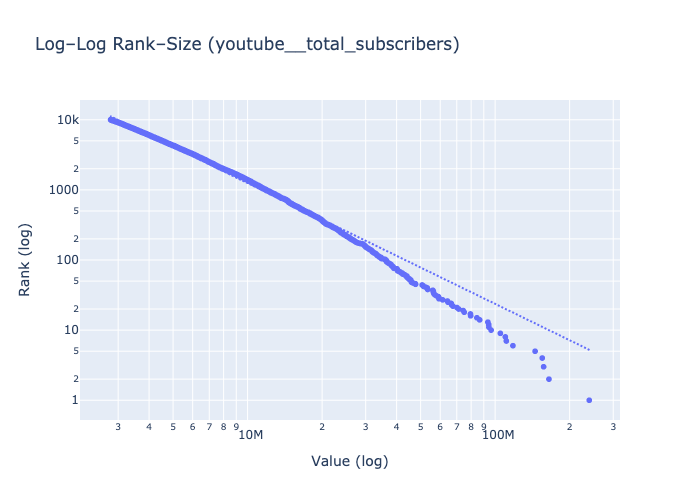 Log–Log Rank–Size (youtube__total_subscribers)
Rank (log)
10k
5
2
1000
5
2
100
5
2
10
5
2
1
3 4 5 6 7 8 9 10M 2 3 4 5 6 7 8 9 100M 2 3
Value (log)